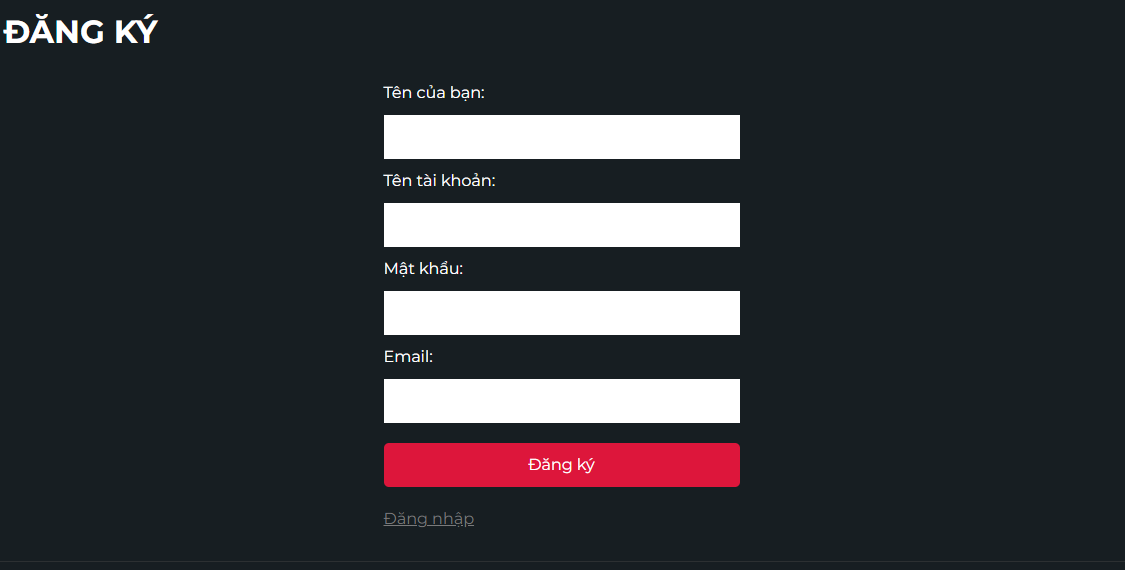 ĐĂNG KÝ
Tên của bạn:
Tên tài khoản:
Mật khẩu:
Email:
Đăng ký
Đăng nhập